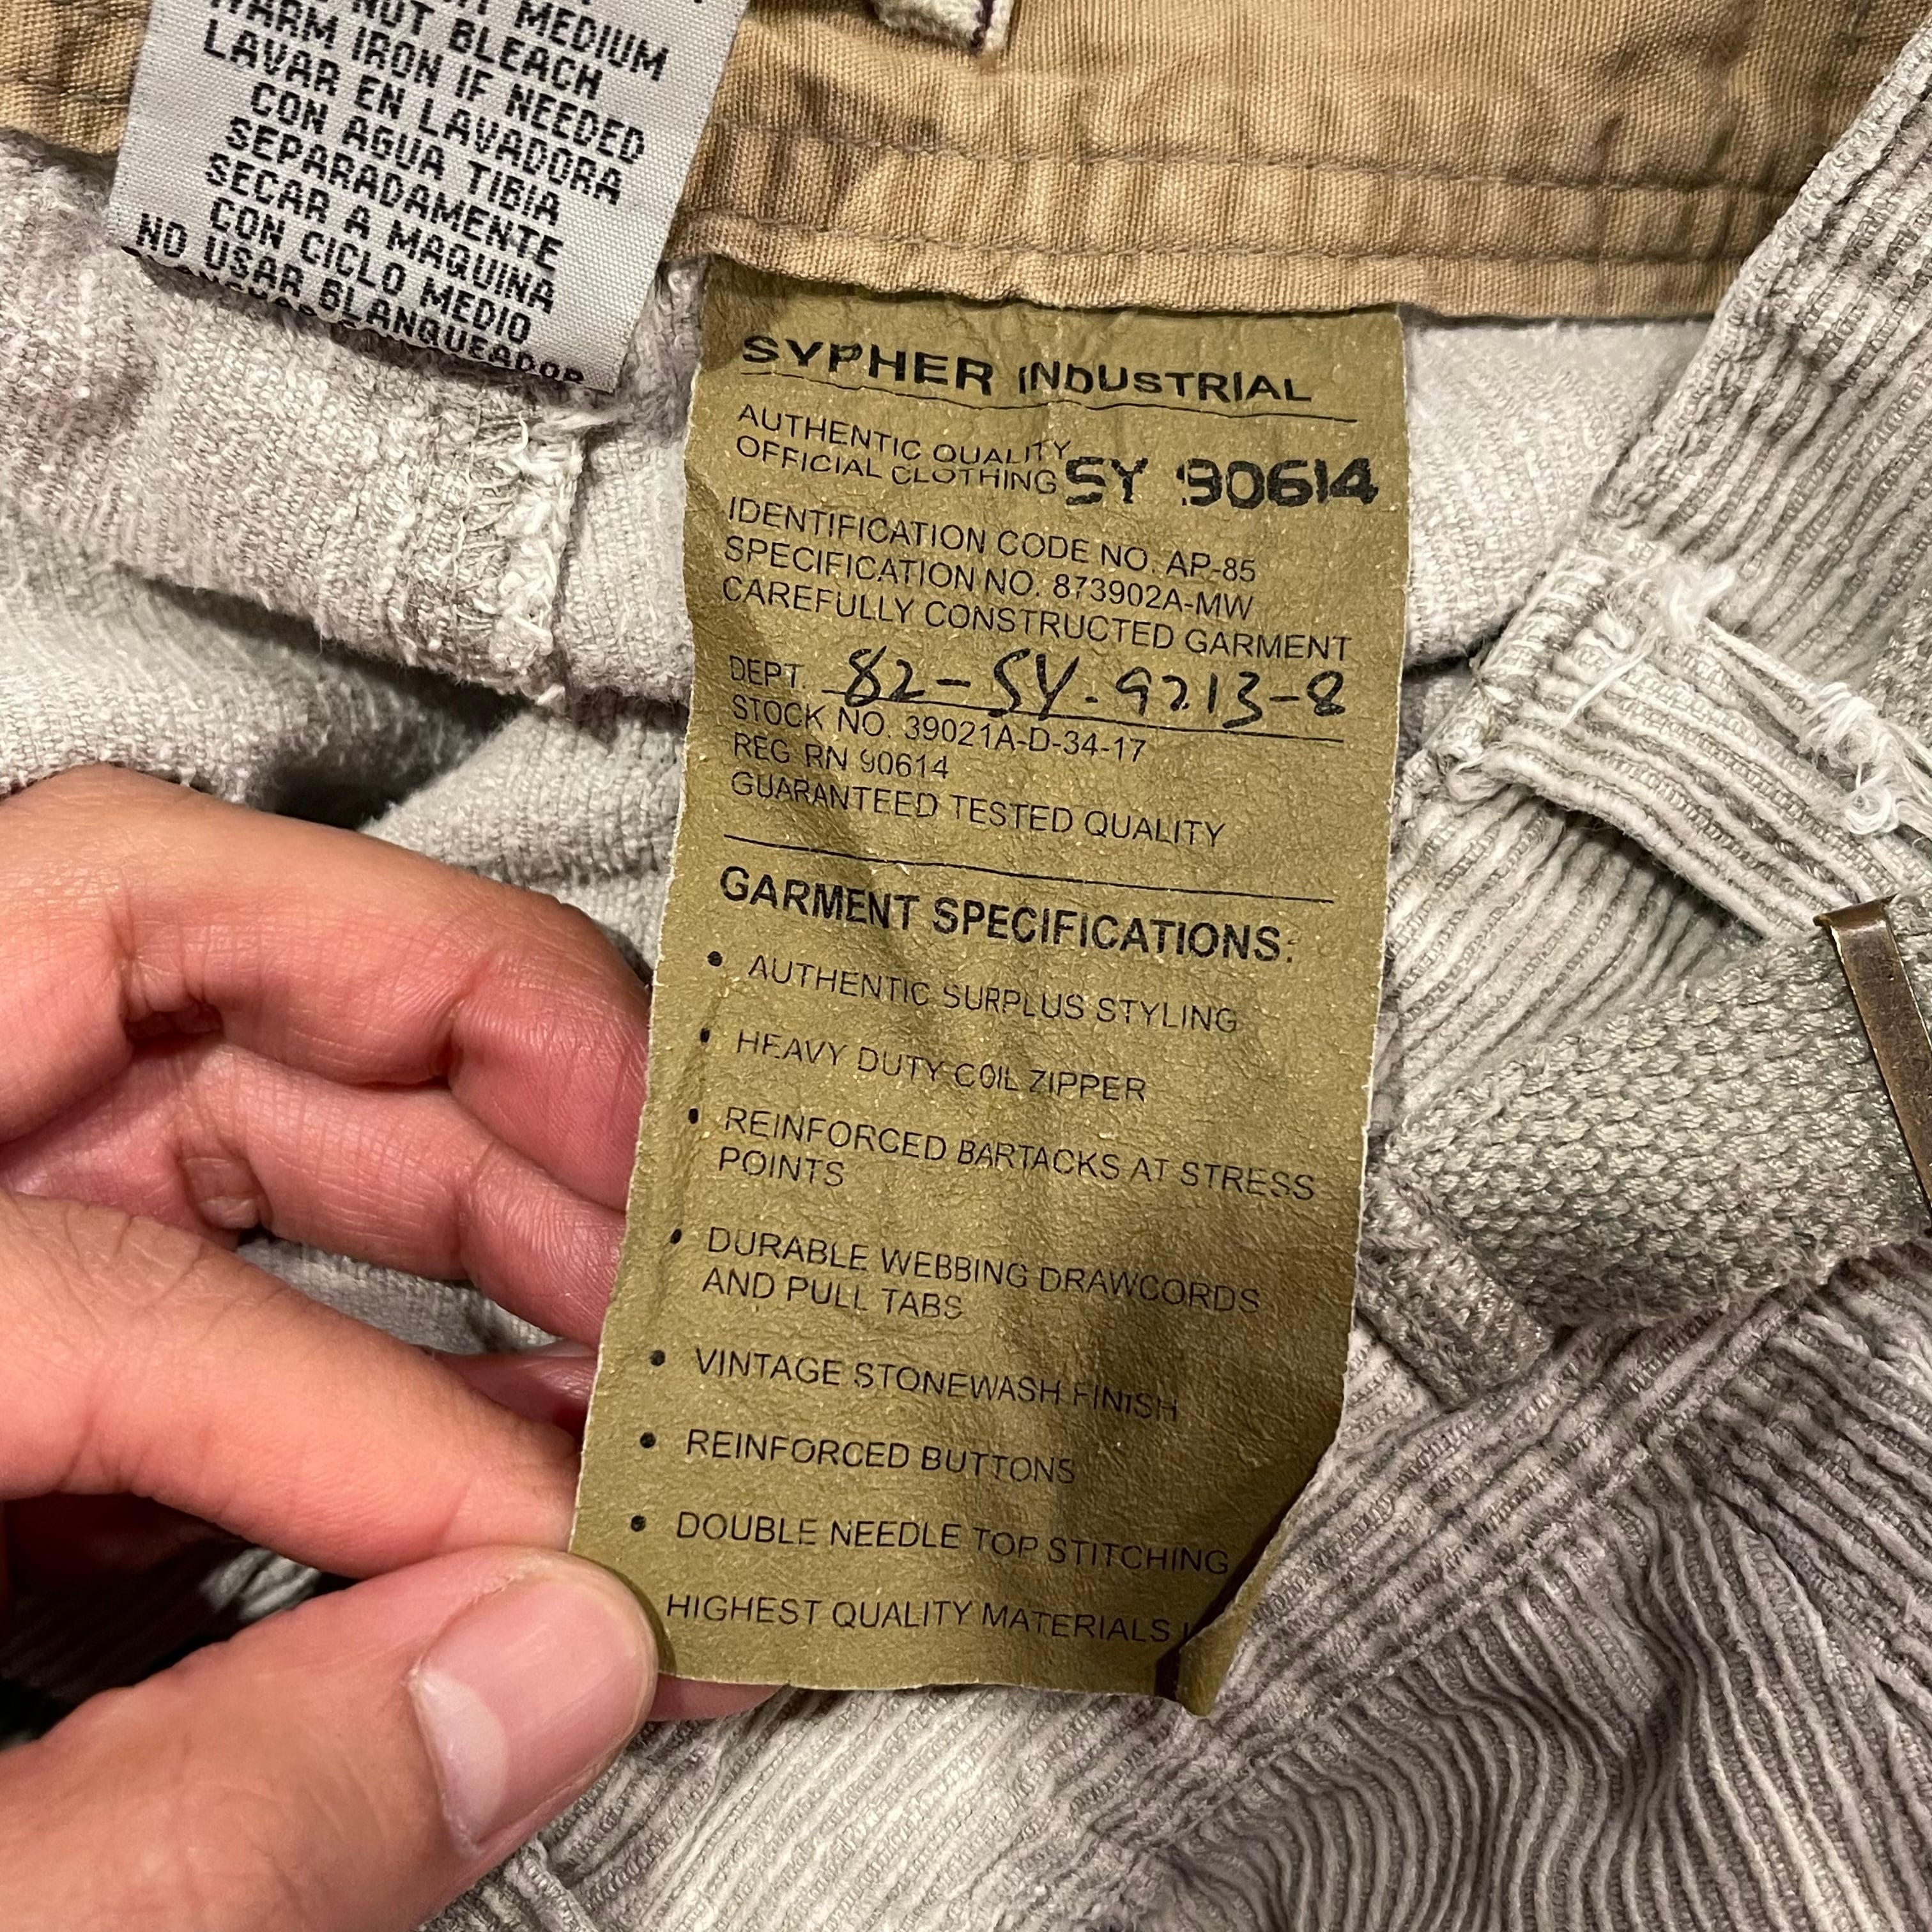 MEDIUM
NOT BLEACH
WARM IRON IF NEEDED
LAVAR EN LAVADORA
CON AGUA TIBIA
SEPARADAMENTE
SECAR A MAQUINA
CON CICLO MEDIO
NO USAR BLANQUEADOR
SYPHER INDUSTRIAL
AUTHENTIC QUALITY
OFFICIAL CLOTHING SY 90614
IDENTIFICATION CODE NO. AP-85
SPECIFICATION NO. 873902A-MW
CAREFULLY CONSTRUCTED GARMENT
DEPT. 82-SY-9213-8
STOCK NO. 39021A-D-34-17
REG RN 90614
GUARANTEED TESTED QUALITY
GARMENT SPECIFICATIONS:
• AUTHENTIC SURPLUS STYLING
• HEAVY DUTY COIL ZIPPER
• REINFORCED BARTACKS AT STRESS
POINTS
• DURABLE WEBBING DRAWCORDS
AND PULL TABS
• VINTAGE STONEWASH FINISH
• REINFORCED BUTTONS
• DOUBLE NEEDLE TOP STITCHING
HIGHEST QUALITY MATERIALS